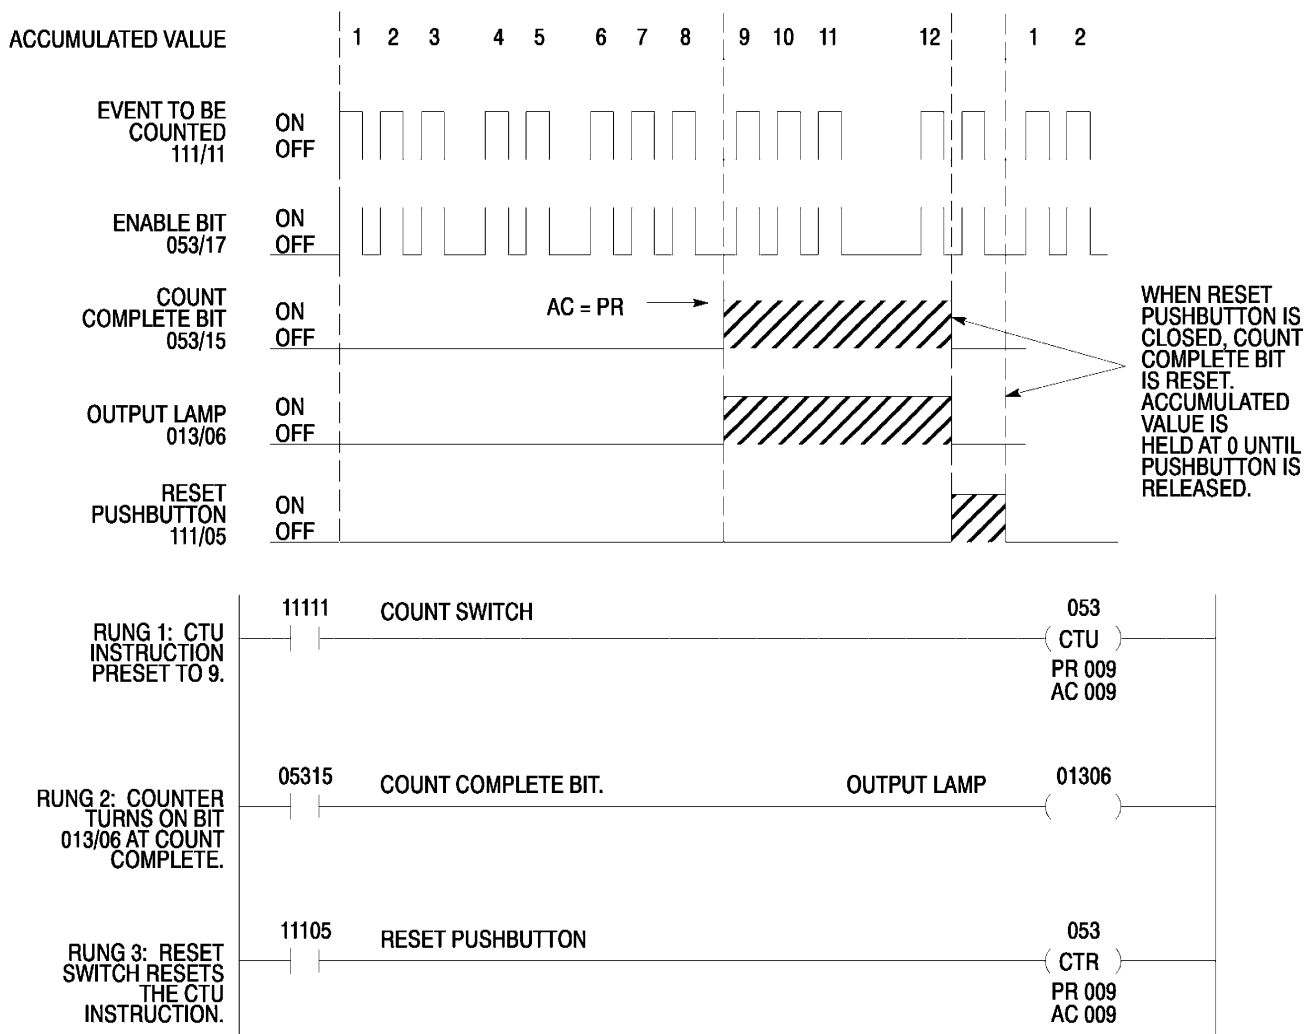 ACCUMULATED VALUE 1 2 3 4 5 6 7 8 9 10 11 12 1 2
EVENT TO BE
COUNTED
111/11
ON
OFF
ENABLE BIT
053/17
ON
OFF
COUNT
COMPLETE BIT
053/15
ON
OFF
AC = PR
WHEN RESET
PUSHBUTTON IS
CLOSED, COUNT
COMPLETE BIT
IS RESET.
ACCUMULATED
VALUE IS
HELD AT 0 UNTIL
PUSHBUTTON IS
RELEASED.
OUTPUT LAMP
013/06
ON
OFF
RESET
PUSHBUTTON
111/05
ON
OFF
RUNG 1: CTU
INSTRUCTION
PRESET TO 9.
11111
COUNT SWITCH
053
CTU
PR 009
AC 009
RUNG 2: COUNTER
TURNS ON BIT
013/06 AT COUNT
COMPLETE.
05315
COUNT COMPLETE BIT.
OUTPUT LAMP
01306
RUNG 3: RESET
SWITCH RESETS
THE CTU
INSTRUCTION.
11105
RESET PUSHBUTTON
053
CTR
PR 009
AC 009